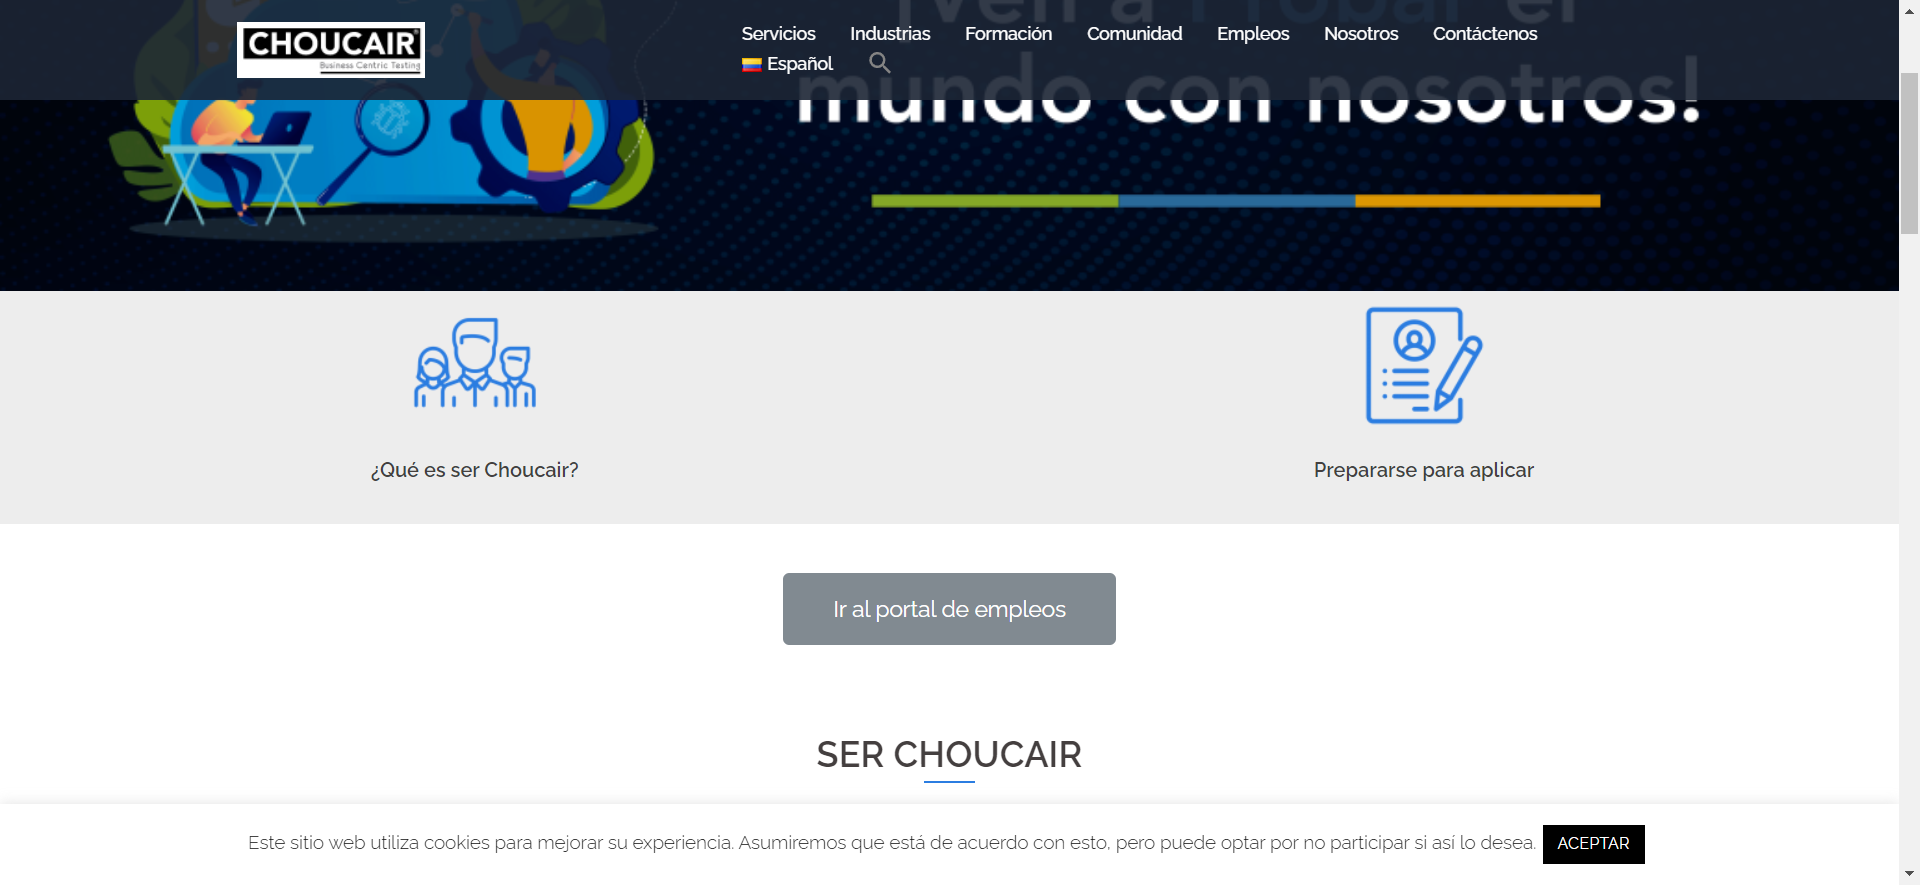 CHOUCAIR
Business Centric Testing
Servicios Industrias Formación Comunidad Empleos Nosotros Contáctenos
Español
mundo con nosotros!
¿Qué es ser Choucair?
Prepararse para aplicar
Ir al portal de empleos
SER CHOUCAIR
Este sitio web utiliza cookies para mejorar su experiencia. Asumiremos que está de acuerdo con esto, pero puede optar por no participar si así lo desea. ACEPTAR